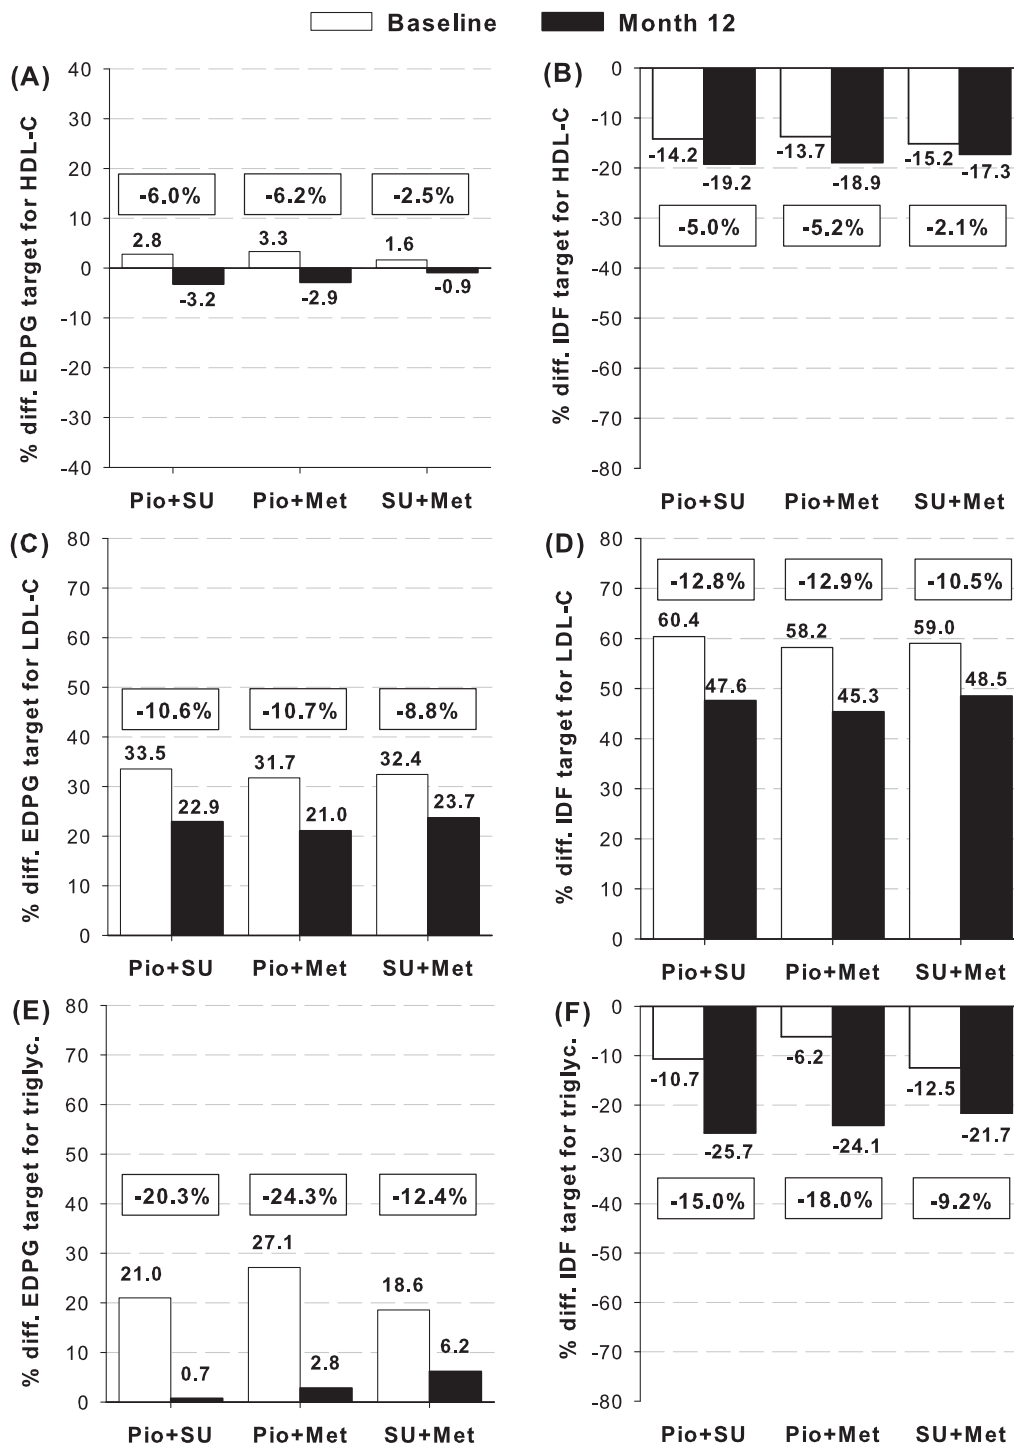 Baseline Month 12
(A)
% diff. EDPG target for HDL-C
40
30
20
10
0
-10
-20
-30
-40
-6.0% -6.2% -2.5%
2.8 3.3 1.6
-3.2 -2.9 -0.9
Pio+SU Pio+Met SU+Met
(B)
% diff. IDF target for HDL-C
0
-10
-20
-30
-40
-50
-60
-70
-80
-14.2 -13.7 -15.2
-19.2 -18.9 -17.3
-5.0% -5.2% -2.1%
Pio+SU Pio+Met SU+Met
(C)
% diff. EDPG target for LDL-C
80
70
60
50
40
30
20
10
0
-10.6% -10.7% -8.8%
33.5 31.7 32.4
22.9 21.0 23.7
Pio+SU Pio+Met SU+Met
(D)
% diff. IDF target for LDL-C
80
70
60
50
40
30
20
10
0
-12.8% -12.9% -10.5%
60.4 58.2 59.0
47.6 45.3 48.5
Pio+SU Pio+Met SU+Met
(E)
% diff. EDPG target for triglyc.
80
70
60
50
40
30
20
10
0
-20.3% -24.3% -12.4%
21.0 27.1 18.6
0.7 2.8 6.2
Pio+SU Pio+Met SU+Met
(F)
% diff. IDF target for triglyc.
0
-10
-20
-30
-40
-50
-60
-70
-80
-10.7 -6.2 -12.5
-25.7 -24.1 -21.7
-15.0% -18.0% -9.2%
Pio+SU Pio+Met SU+Met